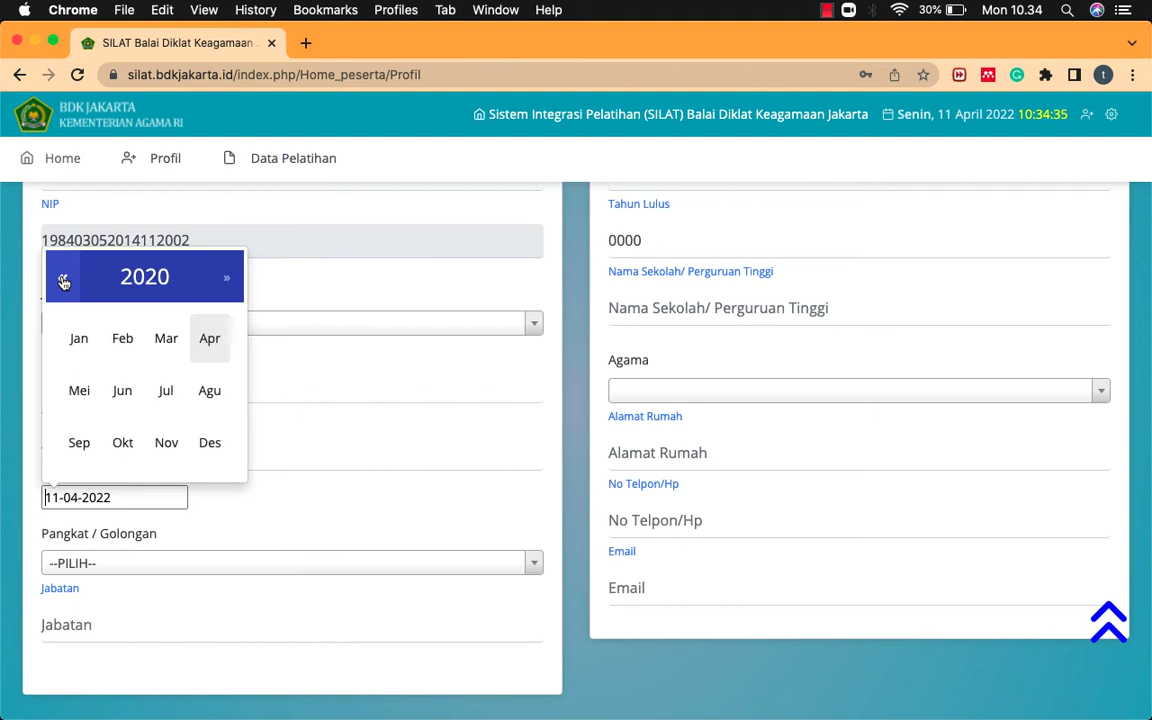 Chrome File Edit View History Bookmarks Profiles Tab Window Help 30% Mon 10.34
SILAT Balai Diklat Keagamaan
silat.bdkjakarta.id/index.php/Home_peserta/Profil
BDK JAKARTA
KEMENTERIAN AGAMA RI
Sistem Integrasi Pelatihan (SILAT) Balai Diklat Keagamaan Jakarta Senin, 11 April 2022 10:34:35
Home Profil Data Pelatihan
NIP
198403052014112002
« 2020 »
Jan Feb Mar Apr
Mei Jun Jul Agu
Sep Okt Nov Des
11-04-2022
Pangkat / Golongan
--PILIH--
Jabatan
Jabatan
Tahun Lulus
0000
Nama Sekolah/ Perguruan Tinggi
Nama Sekolah/ Perguruan Tinggi
Agama
Alamat Rumah
Alamat Rumah
No Telpon/Hp
No Telpon/Hp
Email
Email